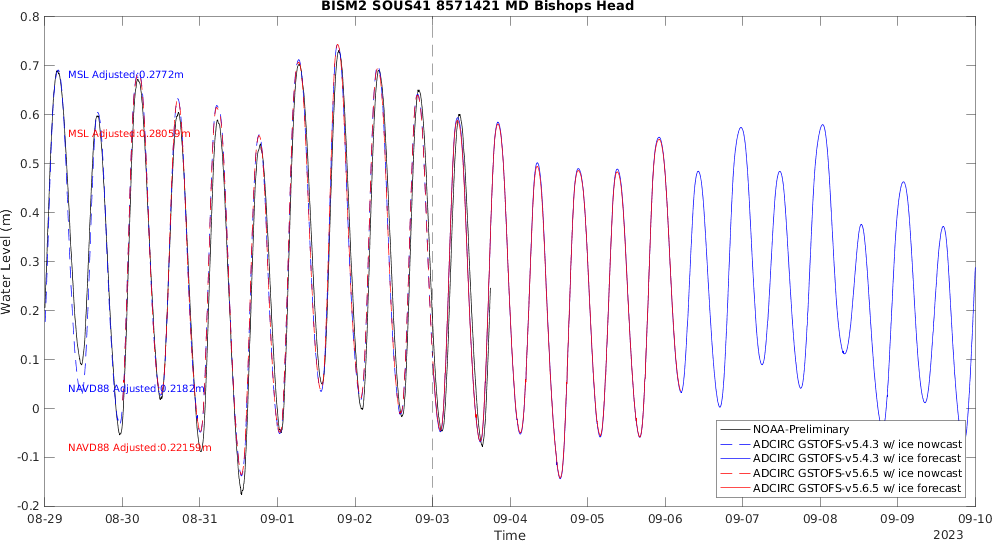 BISM2 SOUS41 8571421 MD Bishops Head
0.8
0.7
0.6
0.5
0.4
0.3
0.2
0.1
0
-0.1
-0.2
Water Level (m)
MSL Adjusted:0.2772m
MSL Adjusted:0.28059m
NAVD88 Adjusted:0.2182m
NAVD88 Adjusted:0.22159m
NOAA-Preliminary
ADCIRC GSTOFS-v5.4.3 w/ ice nowcast
ADCIRC GSTOFS-v5.4.3 w/ ice forecast
ADCIRC GSTOFS-v5.6.5 w/ ice nowcast
ADCIRC GSTOFS-v5.6.5 w/ ice forecast
08-29 08-30 08-31 09-01 09-02 09-03 09-04 09-05 09-06 09-07 09-08 09-09 09-10
Time
2023